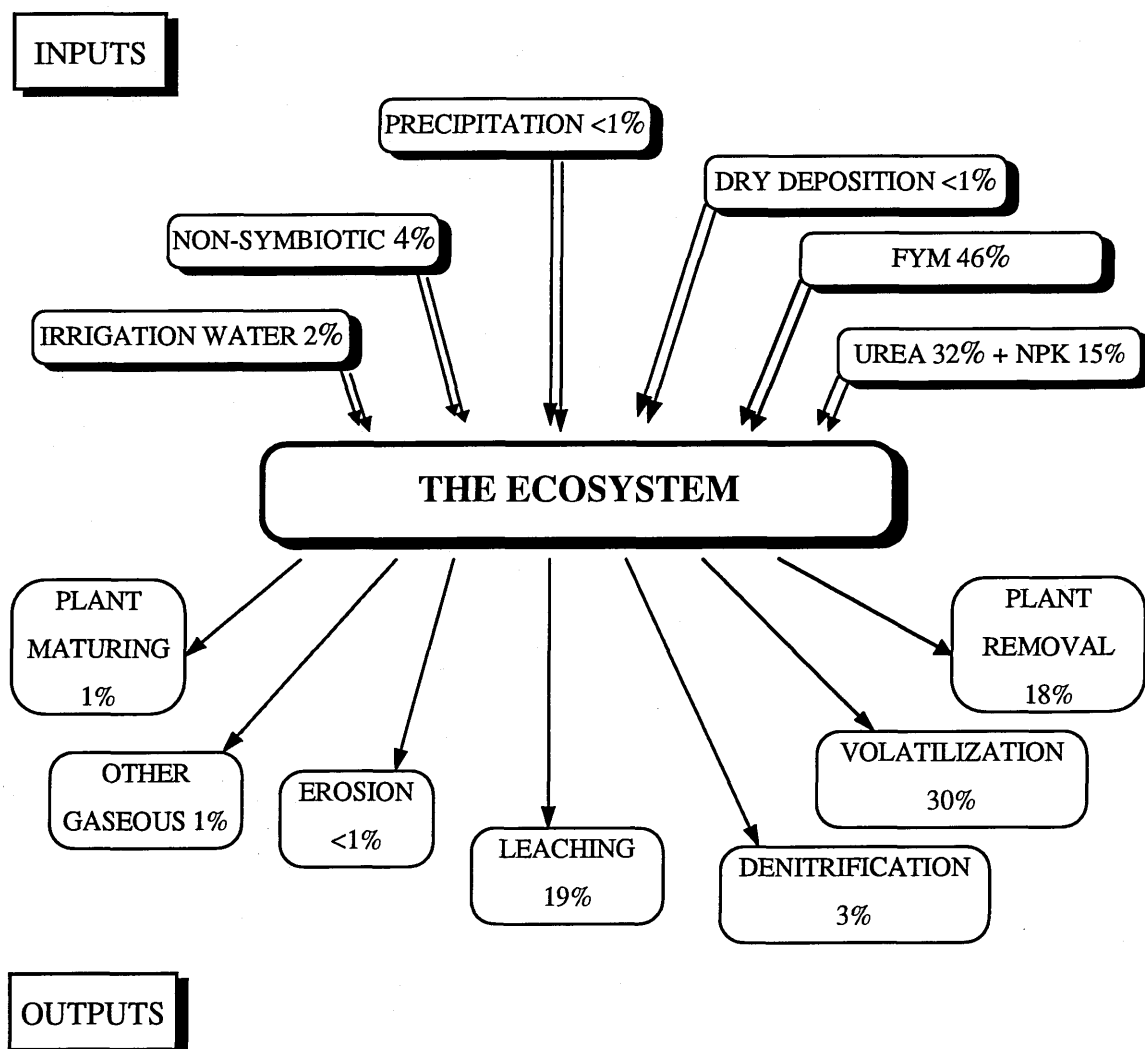 INPUTS
PRECIPITATION <1%
DRY DEPOSITION <1%
NON-SYMBIOTIC 4%
FYM 46%
IRRIGATION WATER 2%
UREA 32% + NPK 15%
THE ECOSYSTEM
PLANT
MATURING
1%
PLANT
REMOVAL
18%
OTHER
GASEOUS 1%
EROSION
<1%
LEACHING
19%
DENITRIFICATION
3%
VOLATILIZATION
30%
OUTPUTS